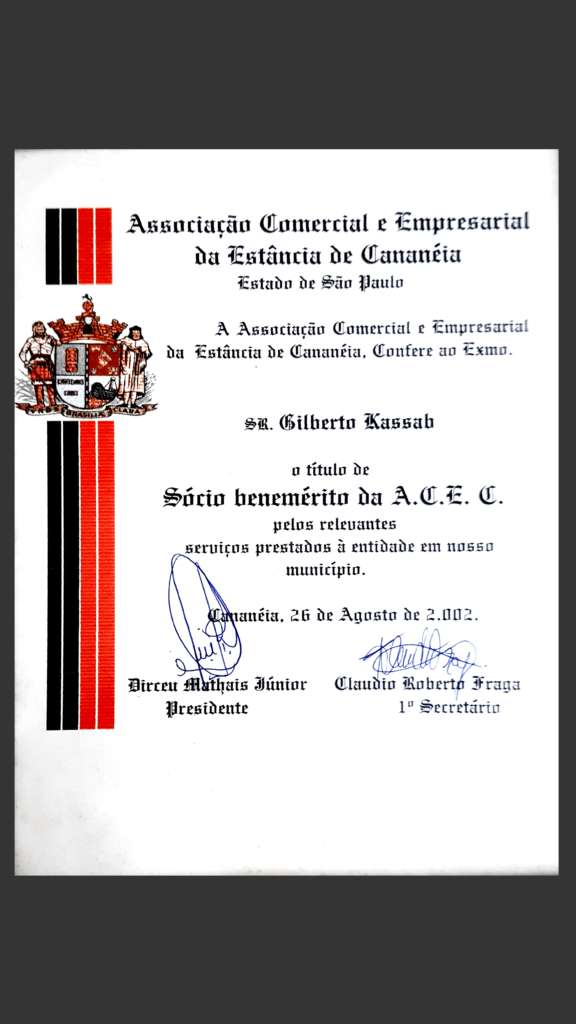 Associação Comercial e Empresarial
da Estância de Cananéia
Estado de São Paulo
A Associação Comercial e Empresarial
da Estância de Cananéia, Confere ao Exmo.
SR. Gilberto Kassab
o título de
Sócio benemérito da A.C.E. C.
pelos relevantes
serviços prestados à entidade em nosso
município.
Cananéia, 26 de Agosto de 2.002.
Dirceu Mathais Júnior Claudio Roberto Fraga
Presidente 1º Secretário
BRASILIÆ CLARA